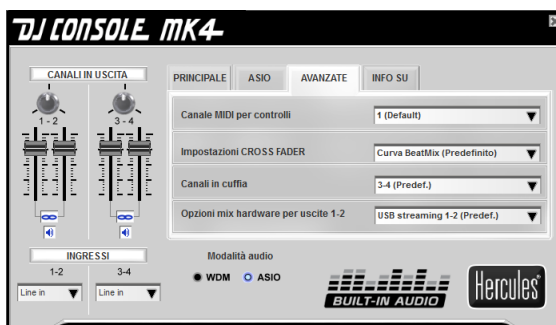 DJ CONSOLE MK4
CANALI IN USCITA
1 - 2
3 - 4
INGRESSI
1-2
3-4
Line in
Line in
PRINCIPALE
ASIO
AVANZATE
INFO SU
Canale MIDI per controlli
1 (Default)
Impostazioni CROSS FADER
Curva BeatMix (Predefinito)
Canali in cuffia
3-4 (Predef.)
Opzioni mix hardware per uscite 1-2
USB streaming 1-2 (Predef.)
Modalità audio
WDM
ASIO
BUILT-IN AUDIO
Hercules